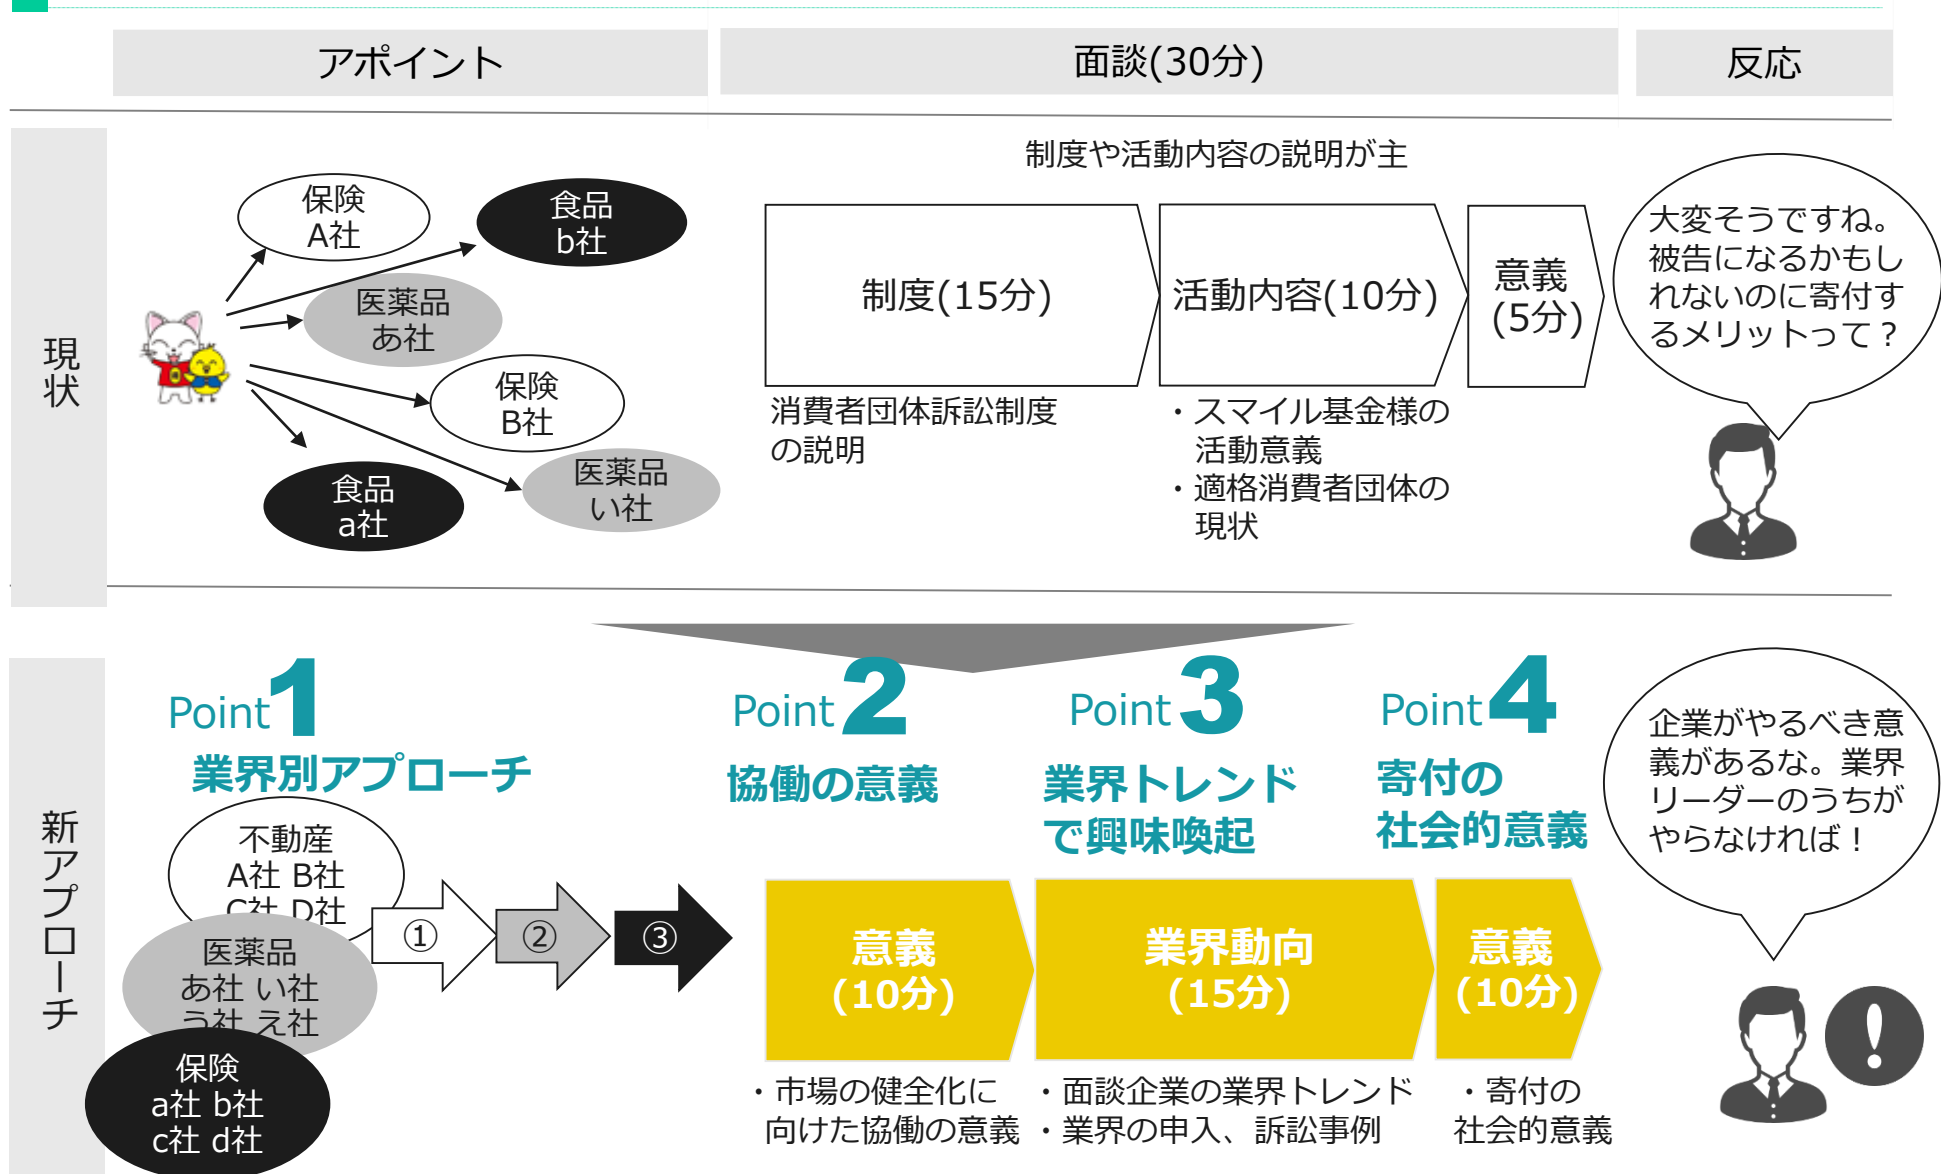 アポイント
面談(30分)
反応
現状
保険
A社
食品
b社
医薬品
あ社
保険
B社
医薬品
い社
食品
a社
制度や活動内容の説明が主
制度(15分)
活動内容(10分)
意義
(5分)
消費者団体訴訟制度
の説明
・スマイル基金様の
活動意義
・適格消費者団体の
現状
大変そうですね。
被告になるかもし
れないのに寄付す
るメリットって？
新アプローチ
Point1
業界別アプローチ
不動産
A社 B社
C社 D社
医薬品
あ社 い社
う社 え社
保険
a社 b社
c社 d社
①
②
③
Point2
協働の意義
Point3
業界トレンド
で興味喚起
Point4
寄付の
社会的意義
意義
(10分)
業界動向
(15分)
意義
(10分)
・市場の健全化に
向けた協働の意義
・面談企業の業界トレンド
・業界の申入、訴訟事例
・寄付の
社会的意義
企業がやるべき意
義があるな。業界
リーダーのうちが
やらなければ！